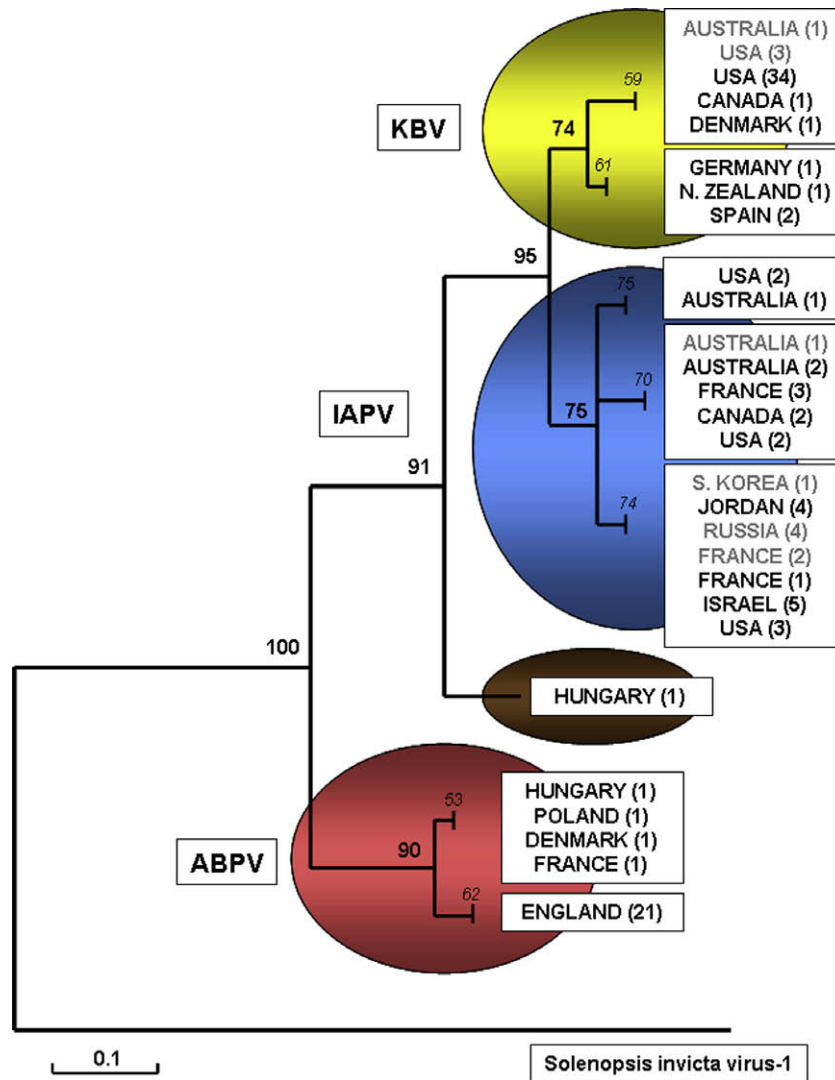 AUSTRALIA (1)
USA (3)
USA (34)
CANADA (1)
DENMARK (1)
59
KBV
74
61
GERMANY (1)
N. ZEALAND (1)
SPAIN (2)
95
USA (2)
AUSTRALIA (1)
75
AUSTRALIA (1)
AUSTRALIA (2)
FRANCE (3)
CANADA (2)
USA (2)
70
IAPV
75
91
S. KOREA (1)
JORDAN (4)
RUSSIA (4)
FRANCE (2)
FRANCE (1)
ISRAEL (5)
USA (3)
74
100
HUNGARY (1)
HUNGARY (1)
POLAND (1)
DENMARK (1)
FRANCE (1)
53
ABPV
90
62
ENGLAND (21)
0.1
Solenopsis invicta virus-1